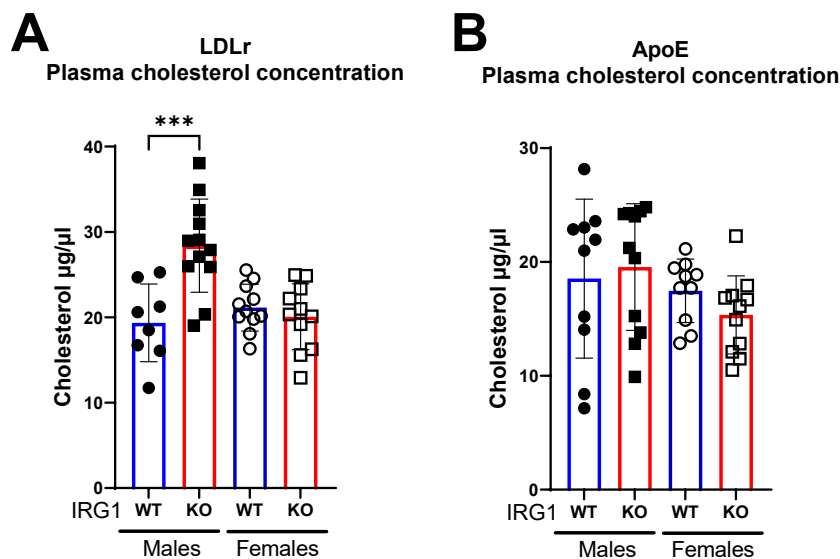 A
LDLr
Plasma cholesterol concentration
***
Cholesterol µg/µl
40
30
20
10
0
IRG1 WT KO WT KO
Males Females
B
ApoE
Plasma cholesterol concentration
Cholesterol µg/µl
30
20
10
0
IRG1 WT KO WT KO
Males Females